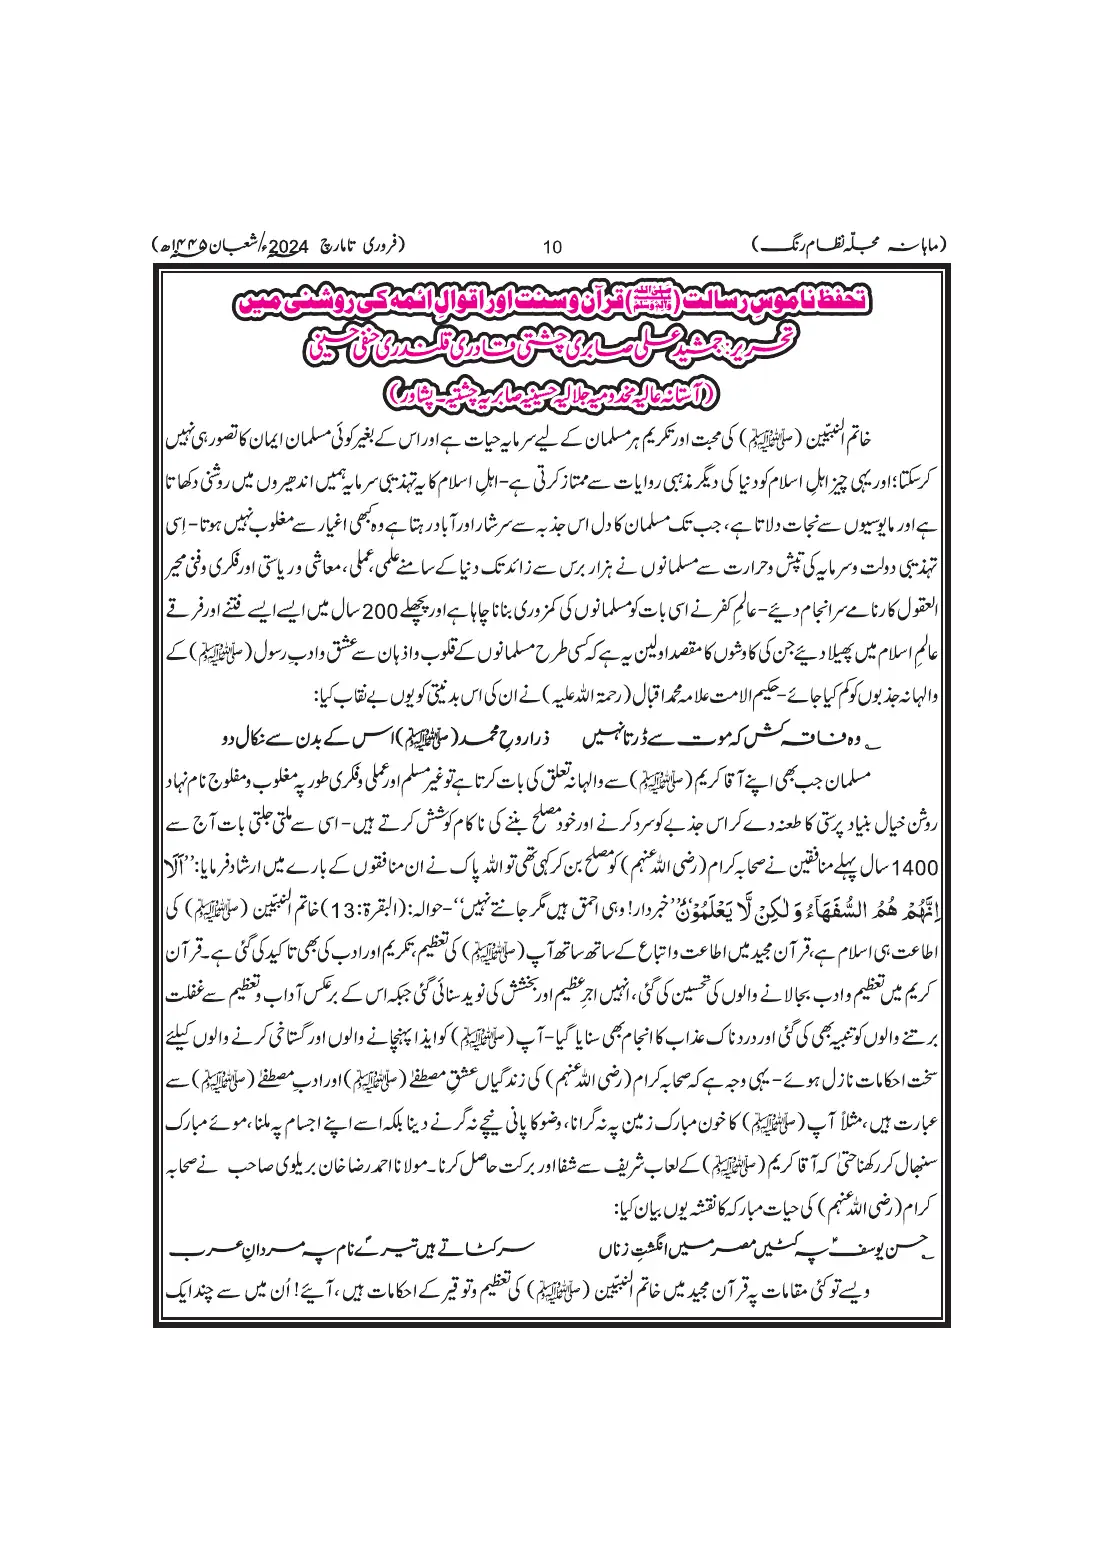 (ماہانہ مجلّہ نظام رنگ) 10 (فروری تا مارچ 2024ء/شعبان ۱۴۴۵ھ)
تحفظ ناموسِ رسالت (ﷺ) قرآن و سنت اور اقوالِ ائمہ کی روشنی میں
تحریر: جمشید علی صابری چشتی قادری قلندری حنفی حسینی
(آستانہ عالیہ مخدومیہ جلالیہ حسینیہ صابریہ چشتیہ۔ پشاور)
خاتم النبیّین (ﷺ) کی محبت اور تکریم ہر مسلمان کے لیے سرمایہ حیات ہے اور اس کے بغیر کوئی مسلمان ایمان کا تصور ہی نہیں
کر سکتا؛ اور یہی چیز اہلِ اسلام کو دنیا کی دیگر مذہبی روایات سے ممتاز کرتی ہے- اہلِ اسلام کا یہ تہذیبی سرمایہ ہمیں اندھیروں میں روشنی دکھاتا
ہے اور مایوسیوں سے نجات دلاتا ہے، جب تک مسلمان کا دل اس جذبہ سے سرشار اور آباد رہتا ہے وہ کبھی اغیار سے مغلوب نہیں ہوتا- اِسی
تہذیبی دولت و سرمایہ کی تپش و حرارت سے مسلمانوں نے ہزار برس سے زائد تک دنیا کے سامنے علمی، عملی، معاشی و ریاستی اور فکری و فنی محیر
العقول کارنامے سر انجام دیئے- عالمِ کفر نے اسی بات کو مسلمانوں کی کمزوری بنانا چاہا ہے اور پچھلے 200 سال میں ایسے ایسے فتنے اور فرقے
عالمِ اسلام میں پھیلا دیئے جن کی کاوشوں کا مقصد اولین یہ ہے کہ کسی طرح مسلمانوں کے قلوب و اذہان سے عشق و ادبِ رسول (ﷺ) کے
والہانہ جذبوں کو کم کیا جائے- حکیم الامت علامہ محمد اقبال (رحمۃ اللہ علیہ) نے ان کی اس بدنیتی کو یوں بے نقاب کیا:
؎ وہ فاقہ کش کہ موت سے ڈرتا نہیں ذرا روحِ محمد (ﷺ) اس کے بدن سے نکال دو
مسلمان جب بھی اپنے آقا کریم (ﷺ) سے والہانہ تعلق کی بات کرتا ہے تو غیر مسلم اور عملی و فکری طور پہ مغلوب و مفلوج نام نہاد
روشن خیال بنیاد پرستی کا طعنہ دے کر اس جذبے کو سرد کرنے اور خود مصلح بننے کی ناکام کوشش کرتے ہیں- اسی سے ملتی جلتی بات آج سے
1400 سال پہلے منافقین نے صحابہ کرام (رضی اللہ عنہم) کو مصلح بن کر کہی تھی تو اللہ پاک نے ان منافقوں کے بارے میں ارشاد فرمایا: ’’اَلَاۤ
اِنَّهُمْ هُمُ السُّفَهَآءُ وَ لٰكِنْ لَّا یَعْلَمُوْنَ‘‘ ’’خبردار! وہی احمق ہیں مگر جانتے نہیں‘‘- حوالہ: (البقرۃ: 13) خاتم النبیّین (ﷺ) کی
اطاعت ہی اسلام ہے، قرآن مجید میں اطاعت و اتباع کے ساتھ ساتھ آپ (ﷺ) کی تعظیم، تکریم اور ادب کی بھی تاکید کی گئی ہے۔ قرآن
کریم میں تعظیم و ادب بجالانے والوں کی تحسین کی گئی، انہیں اجرِ عظیم اور بخشش کی نوید سنائی گئی جبکہ اس کے برعکس آداب و تعظیم سے غفلت
برتنے والوں کو تنبیہ بھی کی گئی اور دردناک عذاب کا انجام بھی سنایا گیا- آپ (ﷺ) کو ایذا پہنچانے والوں اور گستاخی کرنے والوں کیلئے
سخت احکامات نازل ہوئے- یہی وجہ ہے کہ صحابہ کرام (رضی اللہ عنہم) کی زندگیاں عشقِ مصطفےٰ (ﷺ) اور ادبِ مصطفےٰ (ﷺ) سے
عبارت ہیں، مثلاً آپ (ﷺ) کا خون مبارک زمین پہ نہ گرانا، وضو کا پانی نیچے نہ گرنے دینا بلکہ اسے اپنے اجسام پہ ملنا، موئے مبارک
سنبھال کر رکھنا حتیٰ کہ آقا کریم (ﷺ) کے لعاب شریف سے شفا اور برکت حاصل کرنا۔ مولانا احمد رضا خان بریلوی صاحب نے صحابہ
کرام (رضی اللہ عنہم) کی حیات مبارکہ کا نقشہ یوں بیان کیا:
؎ حسن یوسفؑ پہ کٹیں مصر میں انگشتِ زناں سر کٹاتے ہیں تیرےؐ نام پہ مردانِ عرب
ویسے تو کئی مقامات پہ قرآن مجید میں خاتم النبیّین (ﷺ) کی تعظیم و توقیر کے احکامات ہیں، آیئے! اُن میں سے چند ایک